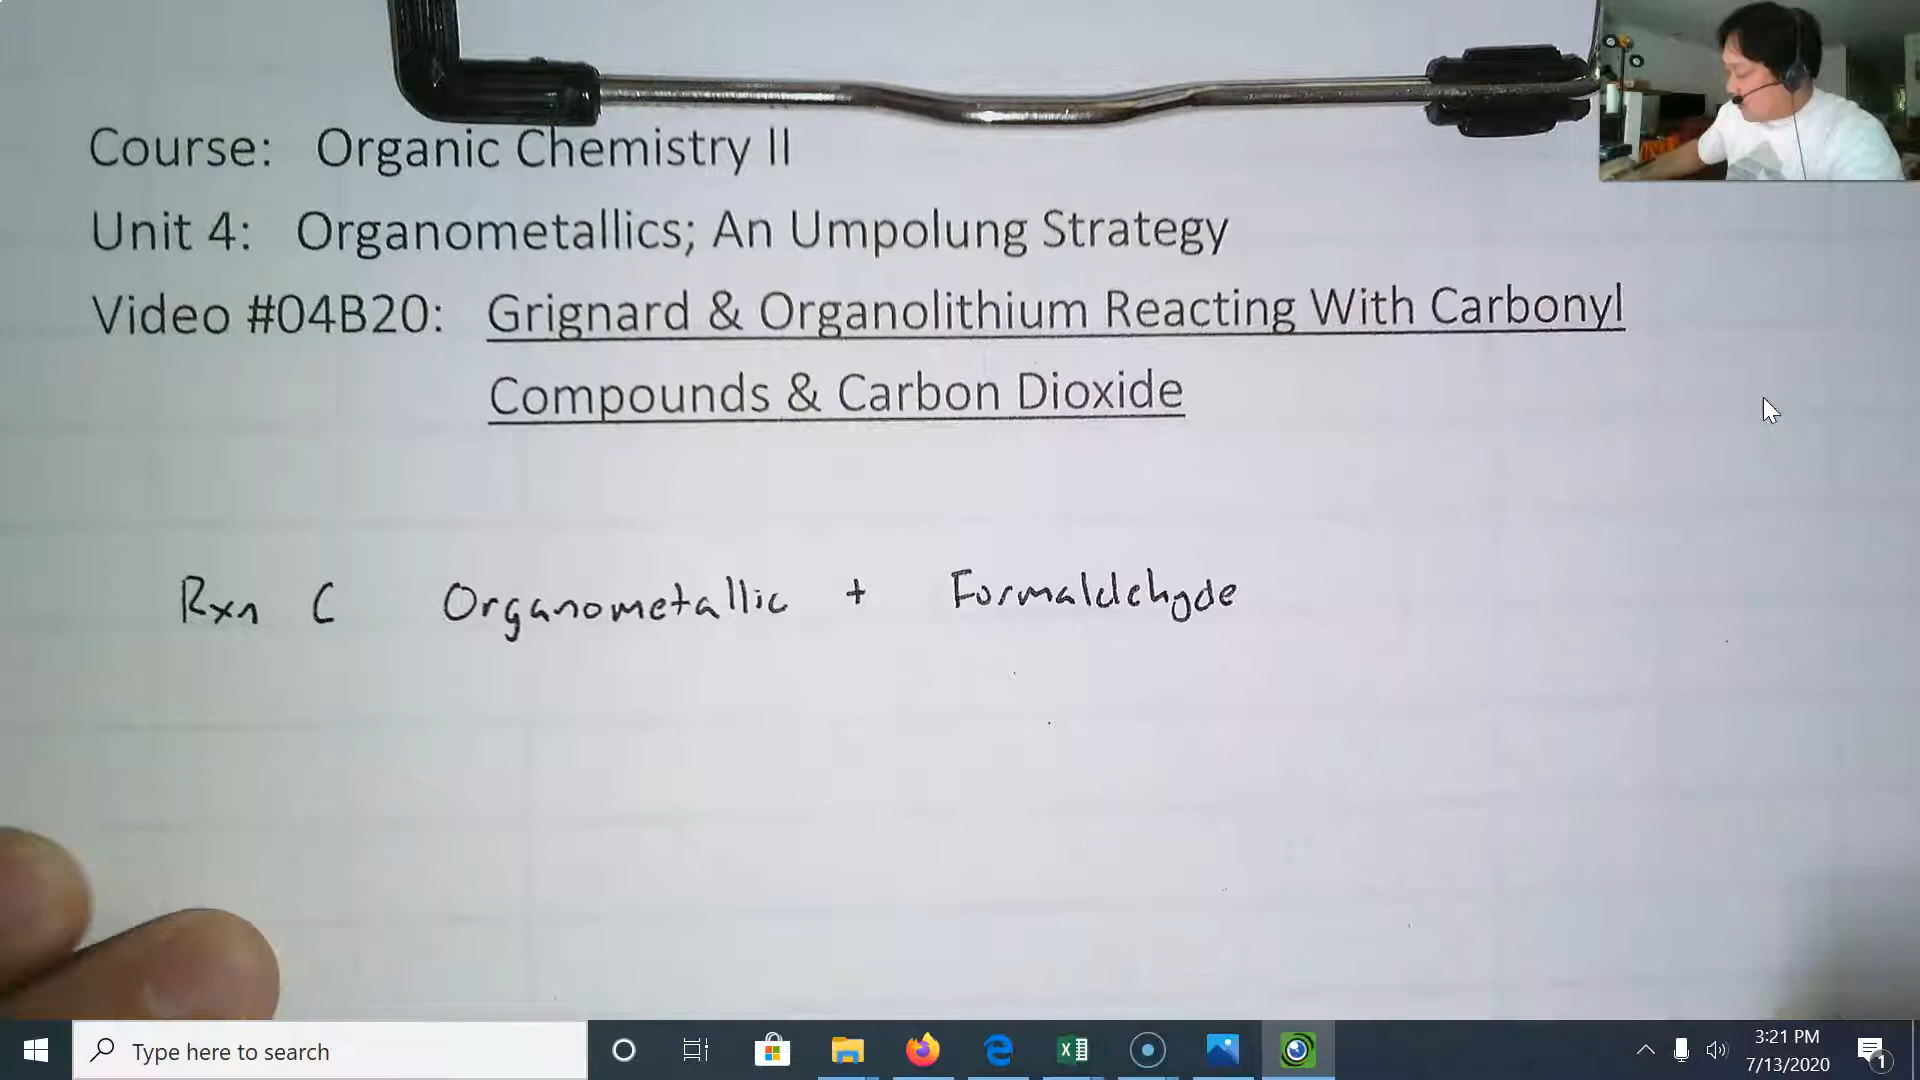 Course: Organic Chemistry II
Unit 4: Organometallics; An Umpolung Strategy
Video #04B20: Grignard & Organolithium Reacting With Carbonyl
Compounds & Carbon Dioxide
Rxn C Organometallic + Formaldehyde
Type here to search
3:21 PM
7/13/2020
1